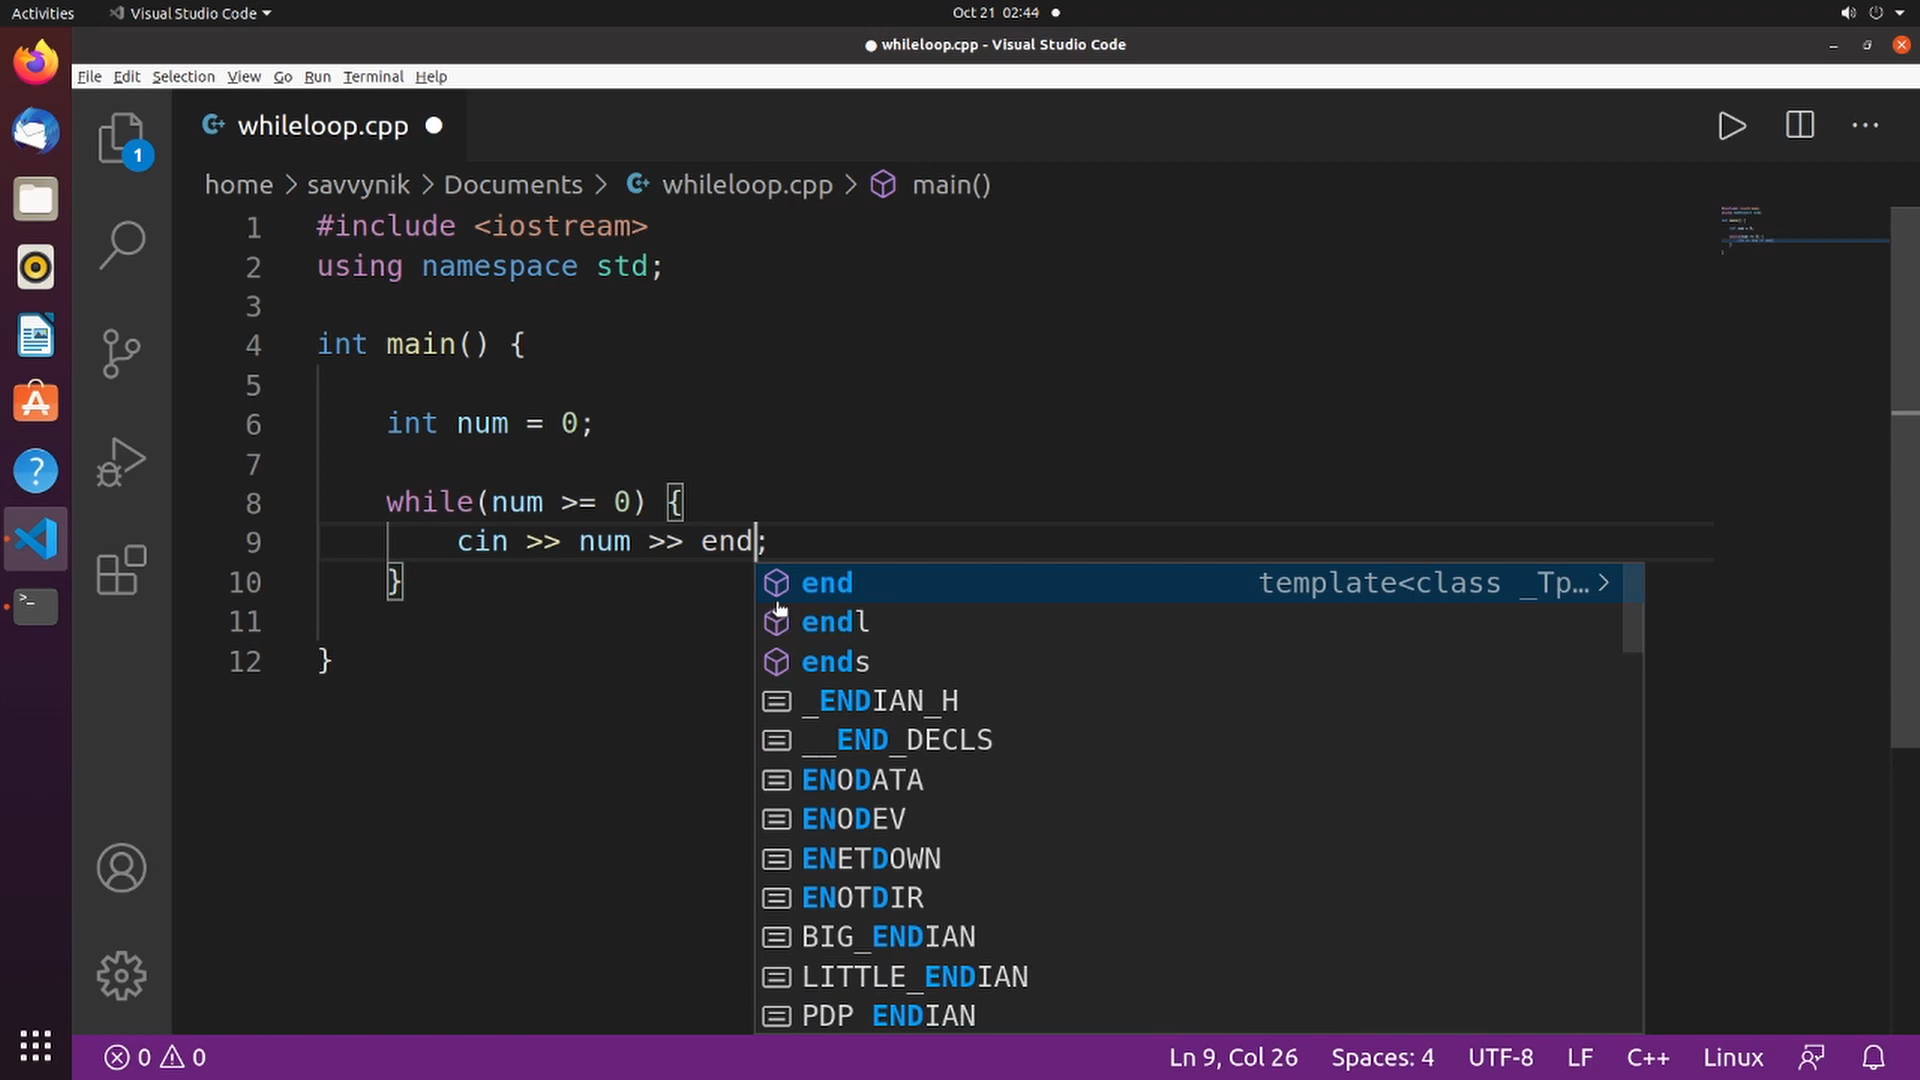 Activities Visual Studio Code Oct 21 02:44
whileloop.cpp - Visual Studio Code
File Edit Selection View Go Run Terminal Help
whileloop.cpp
1
home > savvynik > Documents > whileloop.cpp > main()
1 #include <iostream>
2 using namespace std;
3
4 int main() {
5
6 int num = 0;
7
8 while(num >= 0) {
9 cin >> num >> end;
10 }
11
12 }
end template<class _Tp… >
endl
ends
_ENDIAN_H
__END_DECLS
ENODATA
ENODEV
ENETDOWN
ENOTDIR
BIG_ENDIAN
LITTLE_ENDIAN
PDP_ENDIAN
0 0 Ln 9, Col 26 Spaces: 4 UTF-8 LF C++ Linux